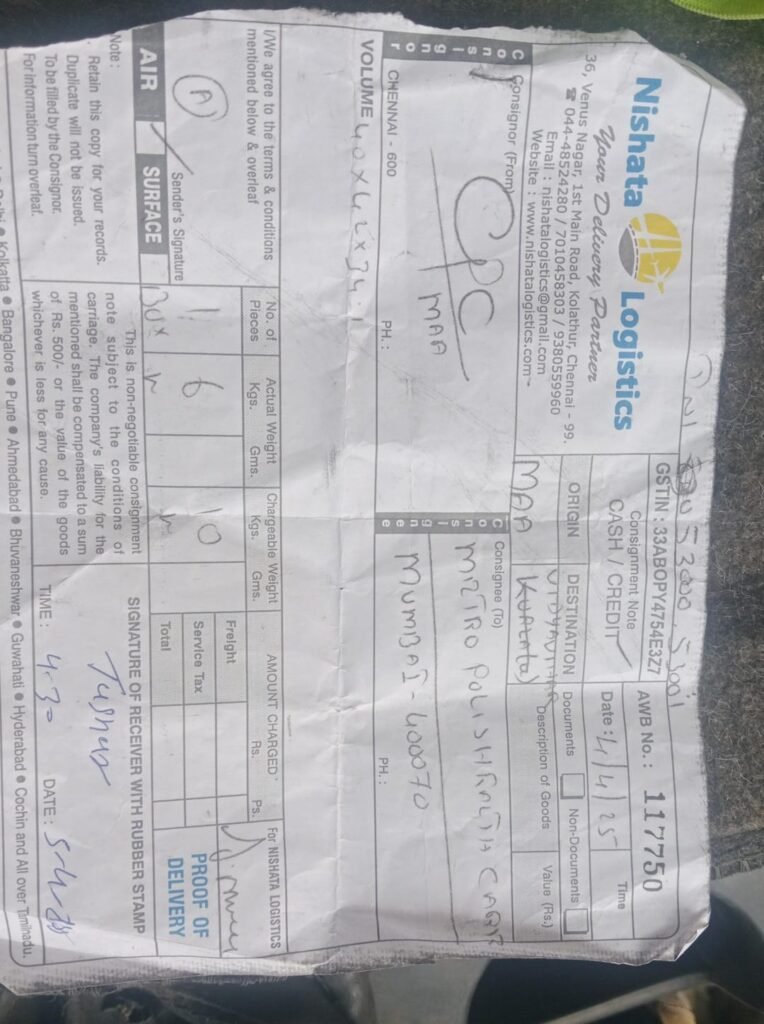 Nishata Logistics
Your Delivery Partner
36, Venus Nagar, 1st Main Road, Kolathur, Chennai - 99.
☎ 044-48524280 / 7010458303 / 9380559960
Email : nishatalogistics@gmail.com
Website : www.nishatalogistics.com
GSTIN : 33ABOPY4754E3Z7
Consignment Note
CASH / CREDIT
AWB No.: 117750
Date : 4/4/25
Time
ORIGIN
MAA
DESTINATION
VIDYAVIHAR
Documents
Non-Documents
Description of Goods
Value (Rs.)
Consignor
Consignor (From)
CPC
MAA
CHENNAI - 600
PH.:
Consignee
Consignee (To)
MUMBAI - 400070
PH.:
VOLUME 40x42x34.1
I/We agree to the terms & conditions
mentioned below & overleaf
Sender's Signature
AIR
SURFACE
No. of Pieces
Actual Weight
Kgs. Gms.
Chargeable Weight
Kgs. Gms.
AMOUNT CHARGED
Rs. Ps.
1 6 10
Freight
Service Tax
Total
For NISHATA LOGISTICS
PROOF OF
DELIVERY
Note :
Retain this copy for your records.
Duplicate will not be issued.
To be filled by the Consignor.
For information turn overleaf.
This is non-negotiable consignment
note subject to the conditions of
carriage. The company's liability for the
mentioned shall be compensated to a sum
of Rs. 500/- or the value of the goods
whichever is less for any cause.
SIGNATURE OF RECEIVER WITH RUBBER STAMP
Tushar
TIME : 4-30
DATE : 5-4-25
Delhi ● Kolkatta ● Bangalore ● Pune ● Ahmedabad ● Bhuvaneshwar ● Guwahati ● Hyderabad ● Cochin and All over Tamilnadu.